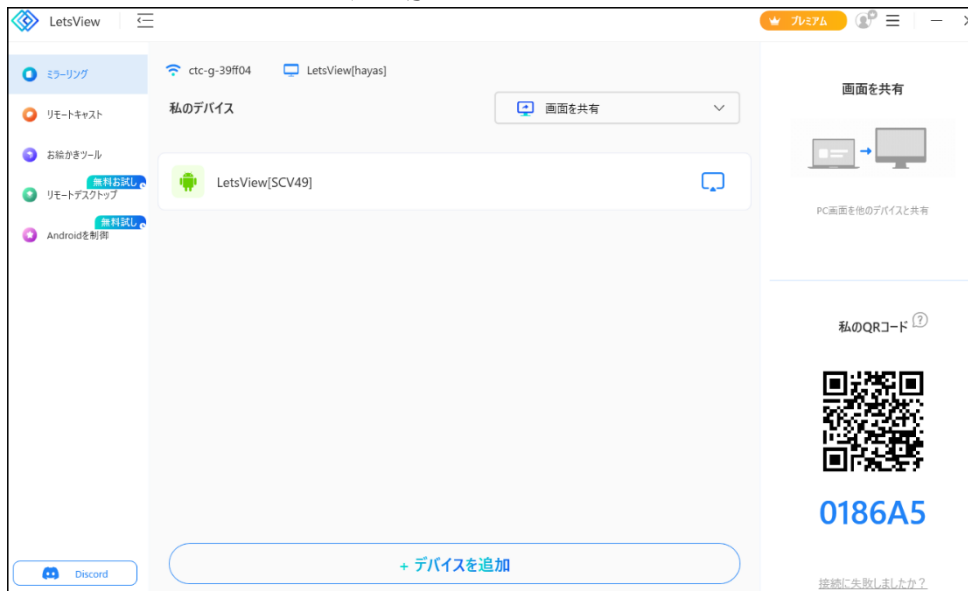 LetsView
プレミアム
ミラーリング
リモートキャスト
お絵かきツール
無料お試し
リモートデスクトップ
無料試し
Androidを制御
Discord
ctc-g-39ff04
LetsView[hayas]
私のデバイス
画面を共有
LetsView[SCV49]
+ デバイスを追加
画面を共有
PC画面を他のデバイスと共有
私のQRコード
?
0186A5
接続に失敗しましたか？